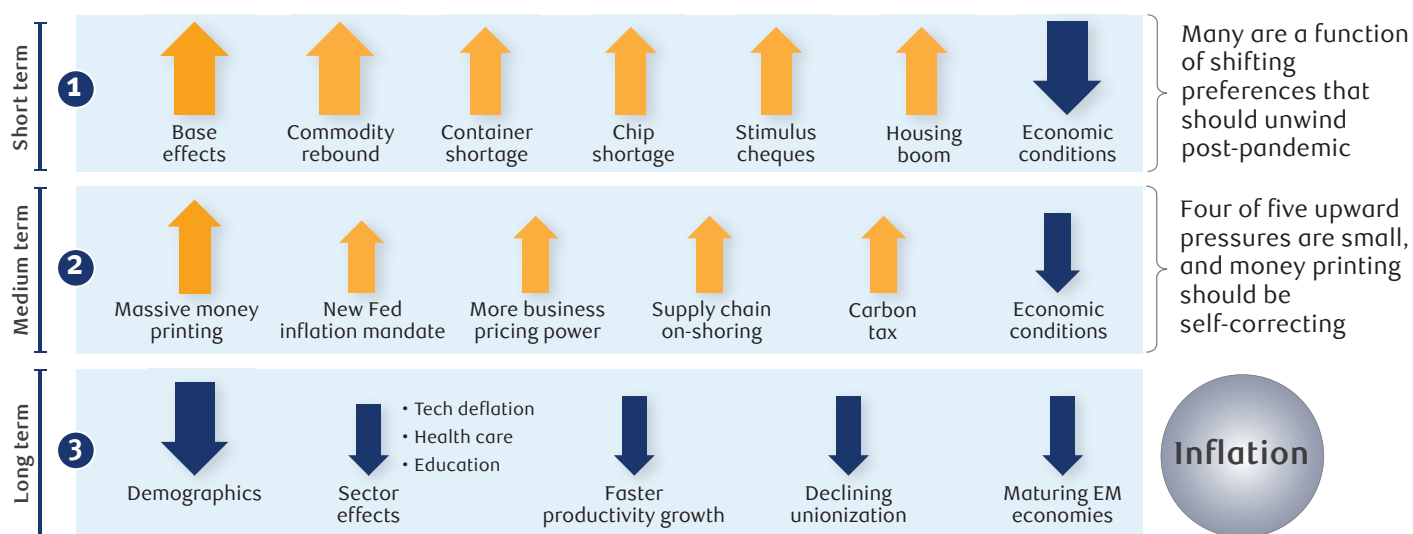 Short term
1
Base
effects
Commodity
rebound
Container
shortage
Chip
shortage
Stimulus
cheques
Housing
boom
Economic
conditions
Many are a function
of shifting
preferences that
should unwind
post-pandemic
Medium term
2
Massive money
printing
New Fed
inflation mandate
More business
pricing power
Supply chain
on-shoring
Carbon
tax
Economic
conditions
Four of five upward
pressures are small,
and money printing
should be
self-correcting
Long term
3
Demographics
Sector
effects
• Tech deflation
• Health care
• Education
Faster
productivity growth
Declining
unionization
Maturing EM
economies
Inflation